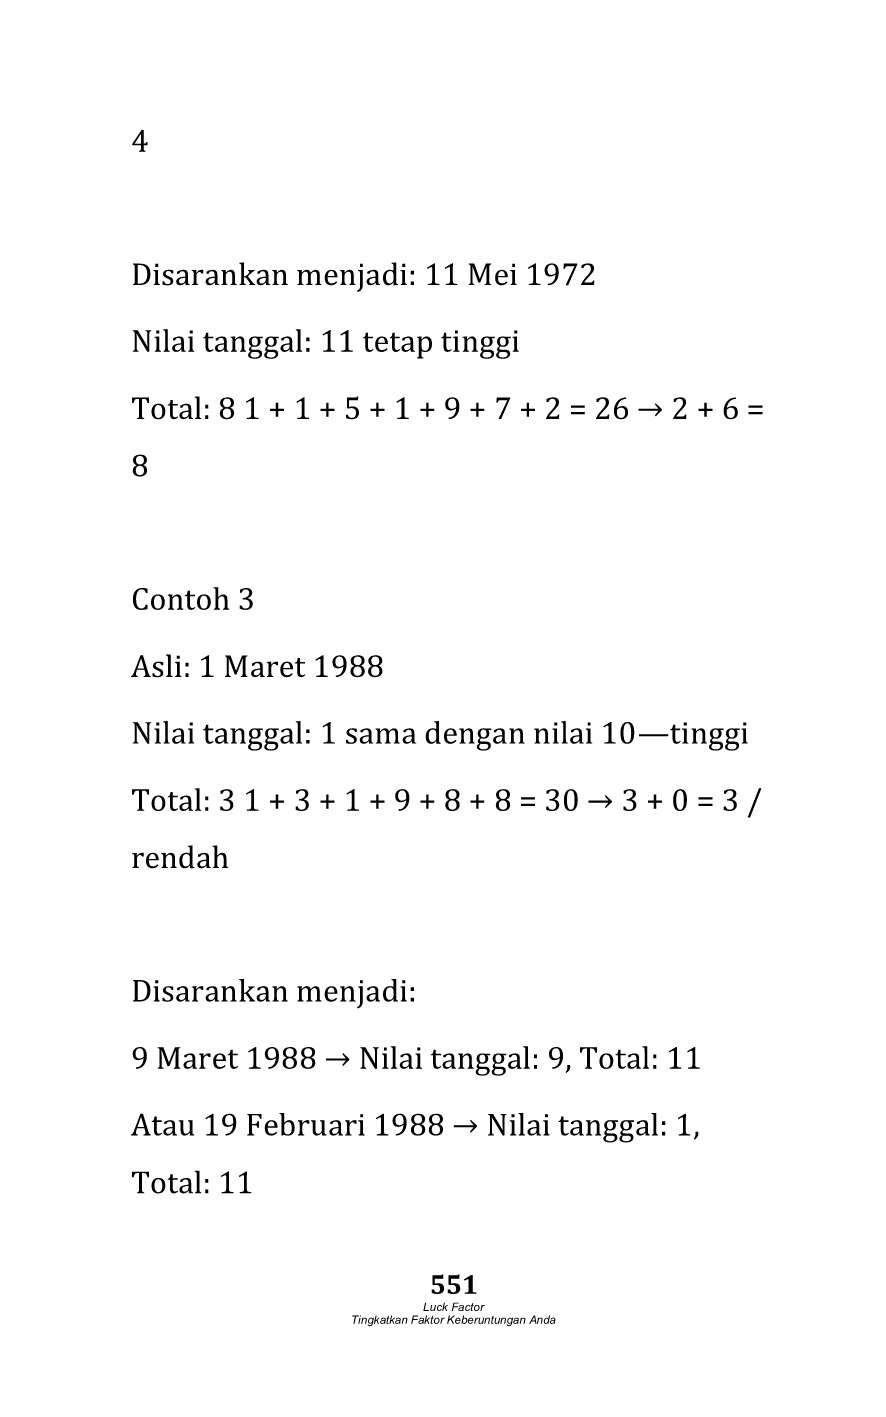 4
Disarankan menjadi: 11 Mei 1972
Nilai tanggal: 11 tetap tinggi
Total: 8 1 + 1 + 5 + 1 + 9 + 7 + 2 = 26 → 2 + 6 =
8
Contoh 3
Asli: 1 Maret 1988
Nilai tanggal: 1 sama dengan nilai 10—tinggi
Total: 3 1 + 3 + 1 + 9 + 8 + 8 = 30 → 3 + 0 = 3 /
rendah
Disarankan menjadi:
9 Maret 1988 → Nilai tanggal: 9, Total: 11
Atau 19 Februari 1988 → Nilai tanggal: 1,
Total: 11
551
Luck Factor
Tingkatkan Faktor Keberuntungan Anda